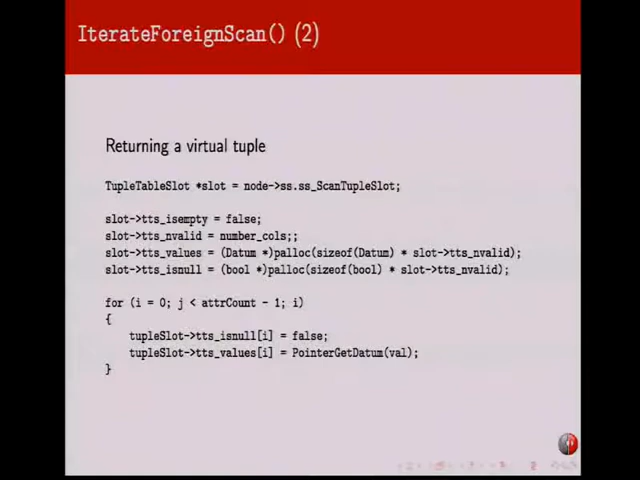 IterateForeignScan() (2)
Returning a virtual tuple
TupleTableSlot *slot = node->ss.ss_ScanTupleSlot;
slot->tts_isempty = false;
slot->tts_nvalid = number_cols;;
slot->tts_values = (Datum *)palloc(sizeof(Datum) * slot->tts_nvalid);
slot->tts_isnull = (bool *)palloc(sizeof(bool) * slot->tts_nvalid);
for (i = 0; j < attrCount - 1; i)
{
tupleSlot->tts_isnull[i] = false;
tupleSlot->tts_values[i] = PointerGetDatum(val);
}